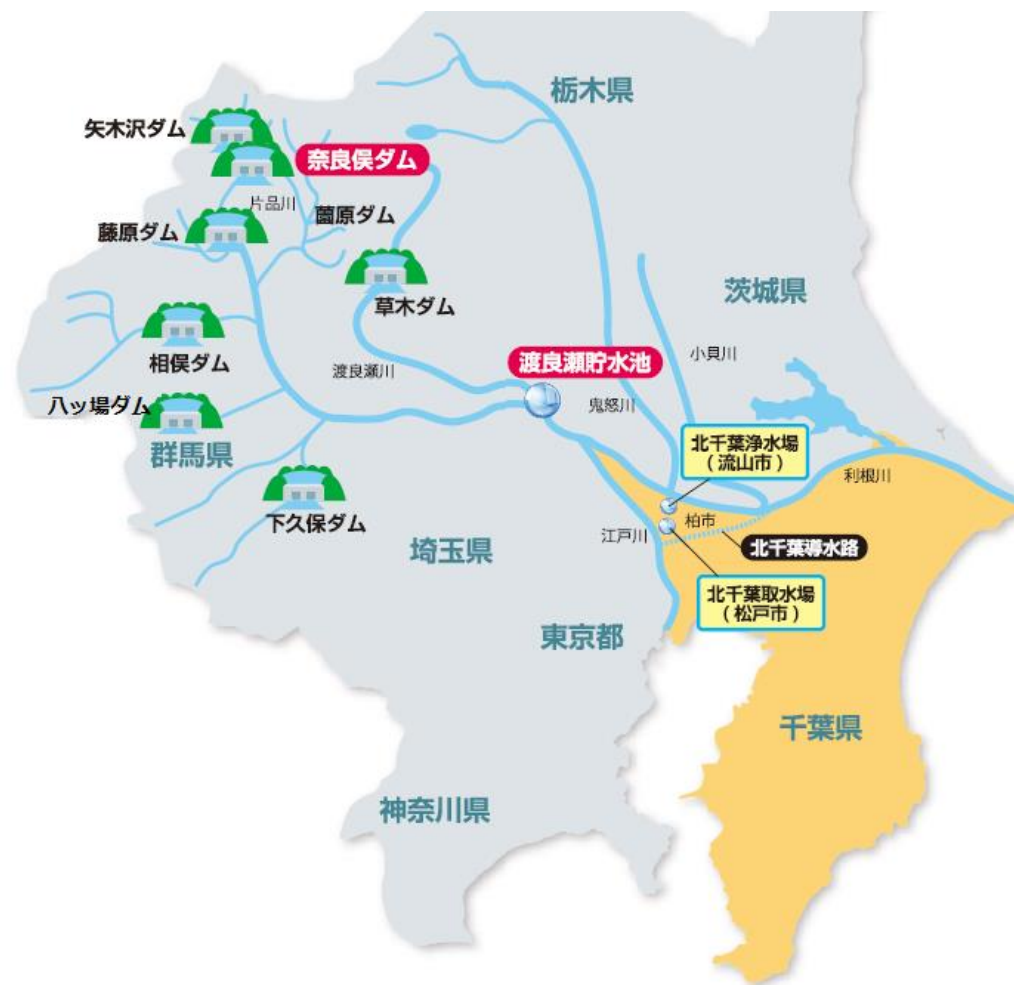 栃木県
矢木沢ダム
奈良俣ダム
片品川
薗原ダム
藤原ダム
草木ダム
茨城県
相俣ダム
渡良瀬川
渡良瀬貯水池
小貝川
八ッ場ダム
鬼怒川
群馬県
北千葉浄水場
（流山市）
利根川
下久保ダム
江戸川
柏市
埼玉県
北千葉導水路
北千葉取水場
（松戸市）
東京都
千葉県
神奈川県